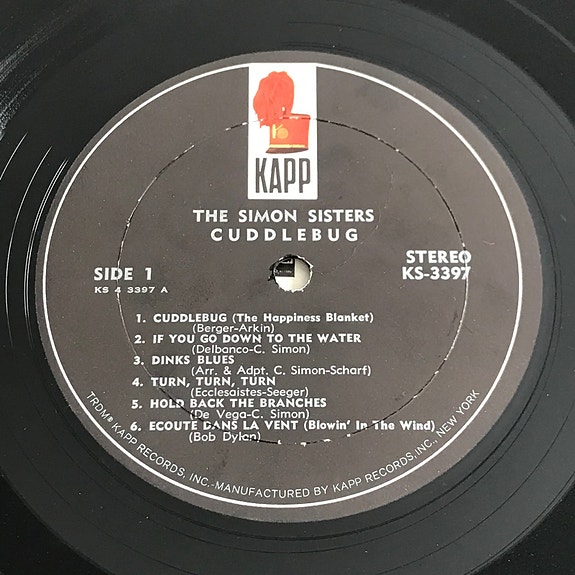 KAPP
THE SIMON SISTERS
CUDDLEBUG
SIDE 1
KS 4 3397 A
STEREO
KS-3397
1. CUDDLEBUG (The Happiness Blanket)
(Berger-Arkin)
2. IF YOU GO DOWN TO THE WATER
(Delbanco-C. Simon)
3. DINKS BLUES
(Arr. & Adpt. C. Simon-Scharf)
4. TURN, TURN, TURN
(Ecclesaistes-Seeger)
5. HOLD BACK THE BRANCHES
(De Vega-C. Simon)
6. ECOUTE DANS LA VENT (Blowin' In The Wind)
(Bob Dylan)
TRDM® KAPP RECORDS, INC.-MANUFACTURED BY KAPP RECORDS, INC., NEW YORK